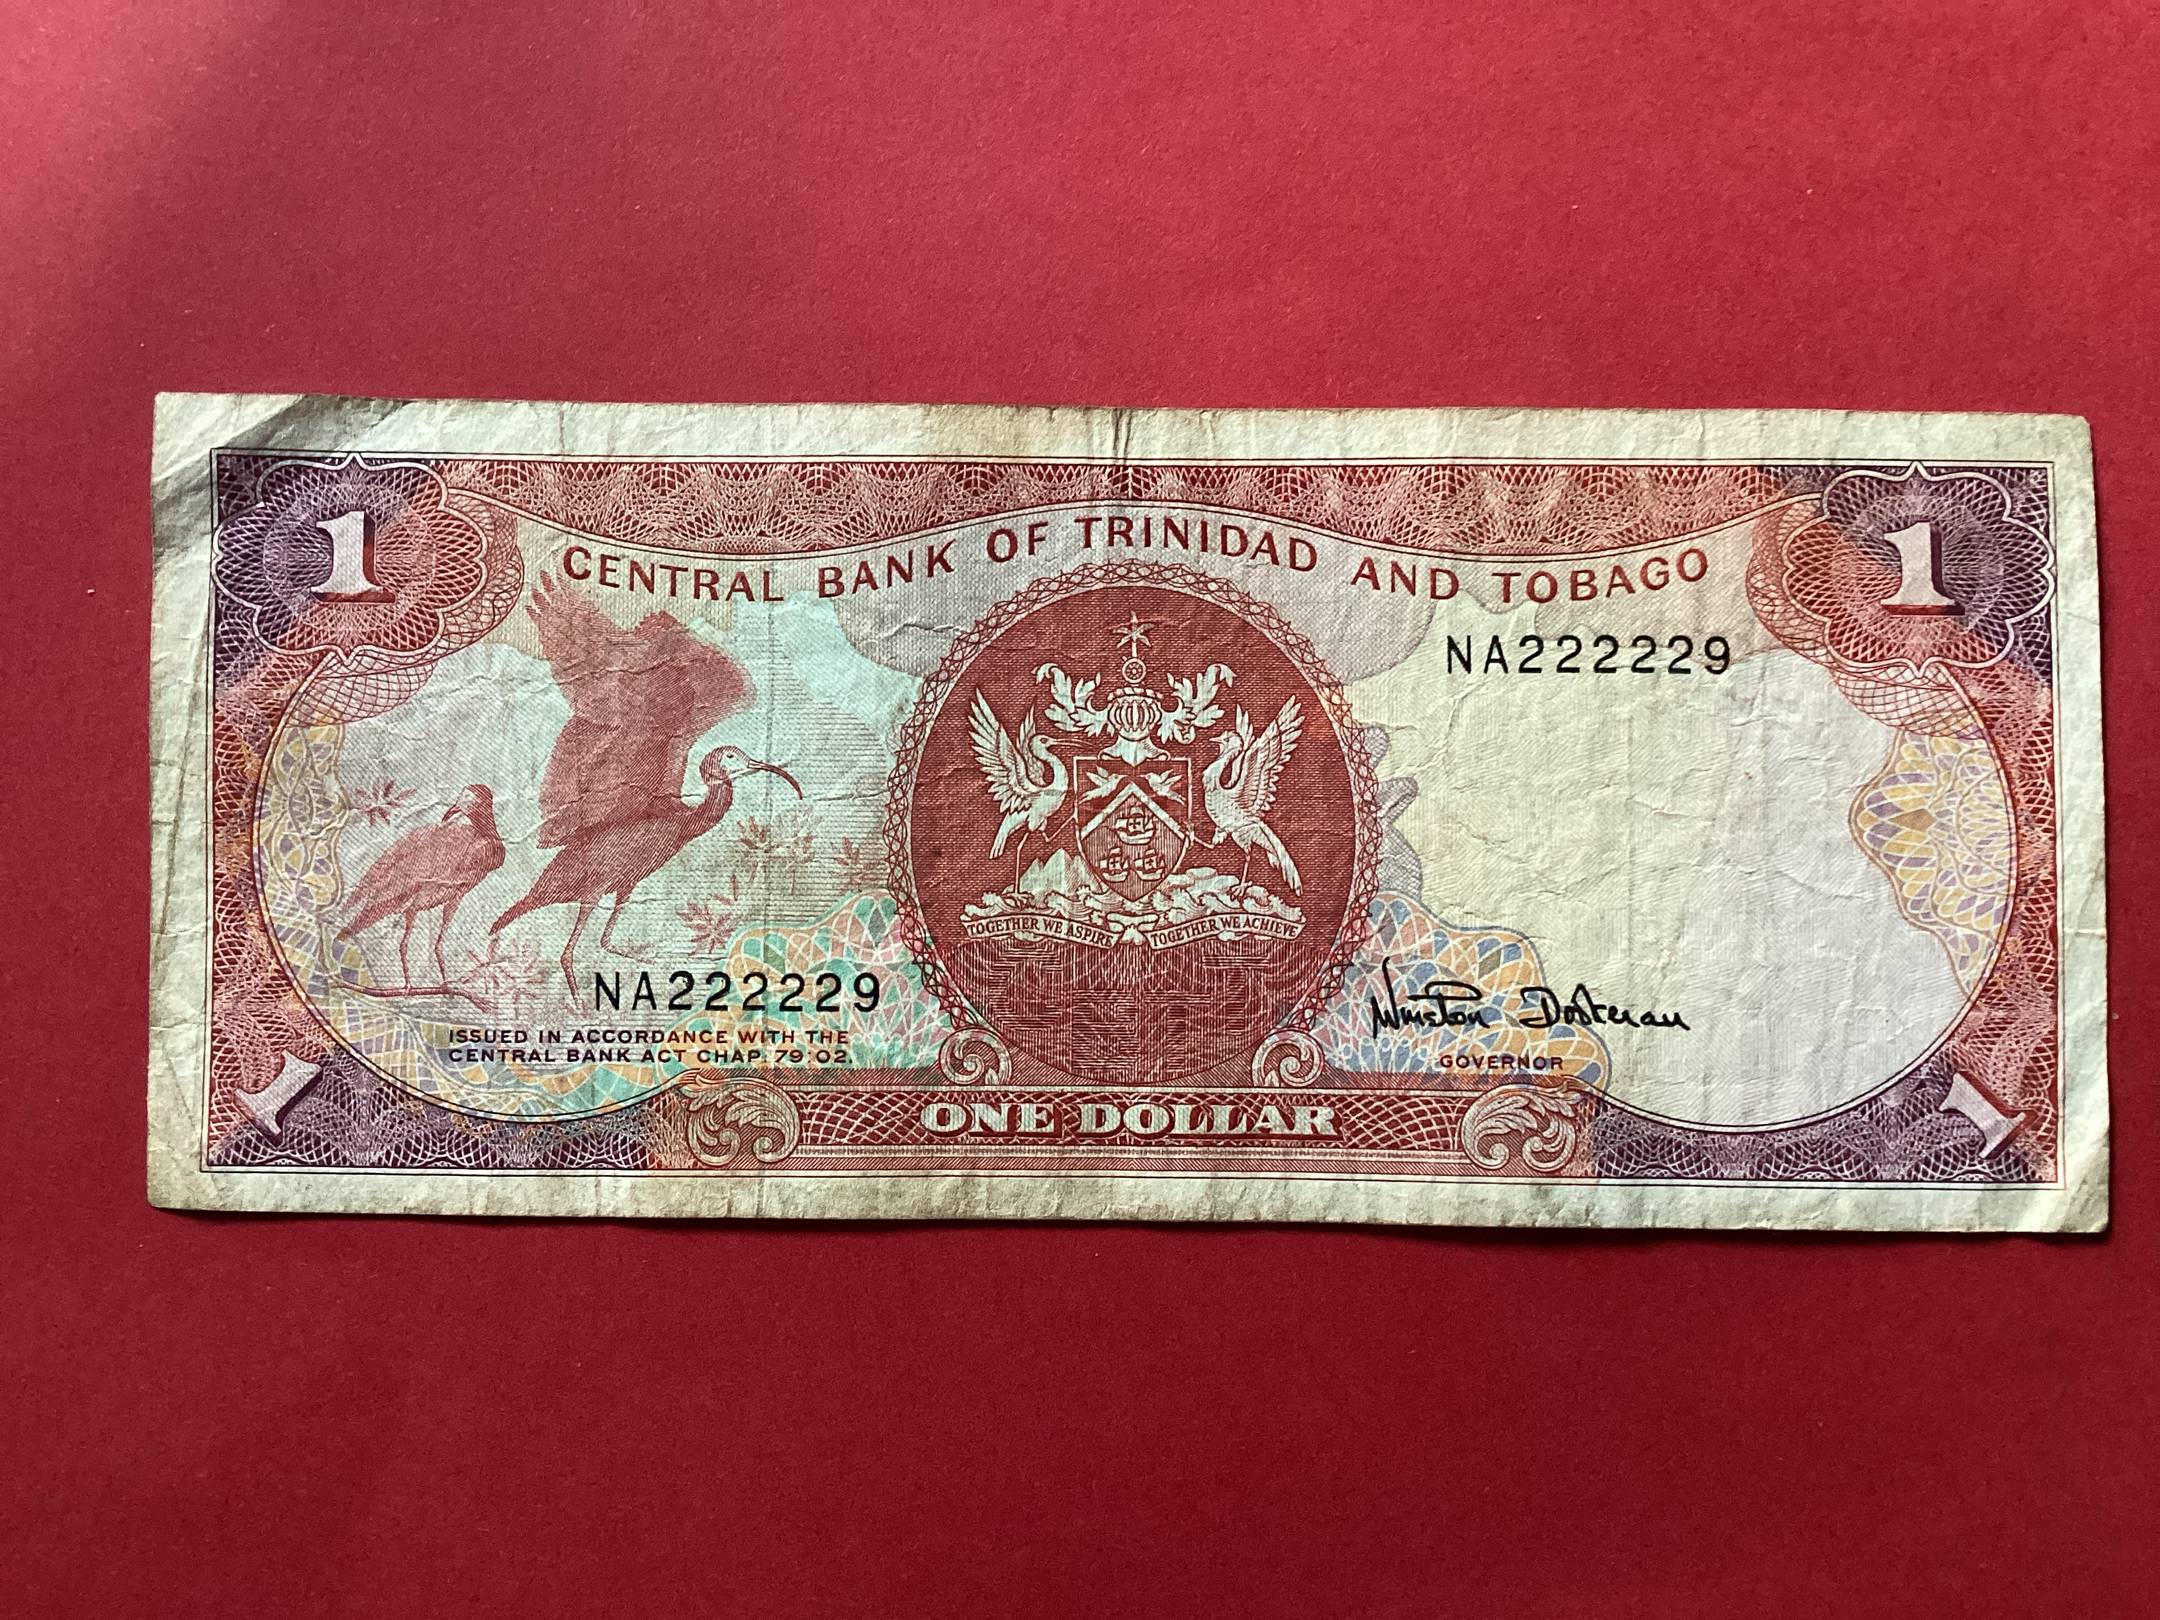 1
1
CENTRAL BANK OF TRINIDAD AND TOBAGO
NA222229
TOGETHER WE ASPIRE TOGETHER WE ACHIEVE
NA222229
ISSUED IN ACCORDANCE WITH THE
CENTRAL BANK ACT CHAP. 79:02.
Winston Dookeran
GOVERNOR
1
ONE DOLLAR
1